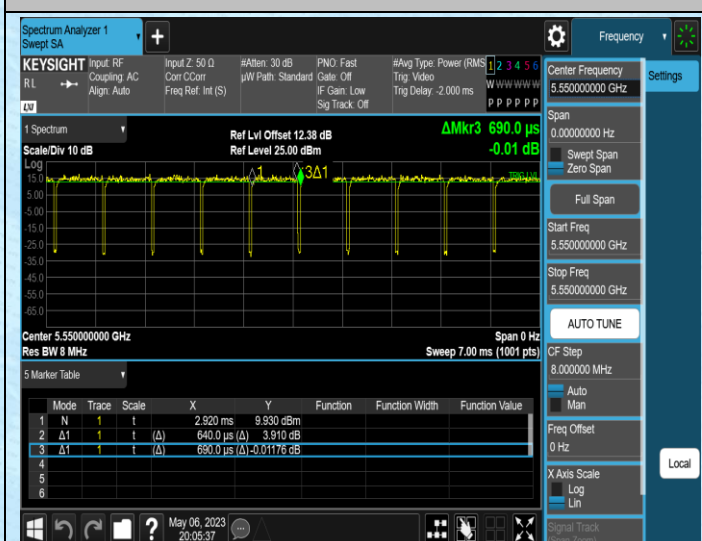 Spectrum Analyzer 1
Swept SA
+
Frequency
KEYSIGHT
RL
Input: RF
Coupling: AC
Align: Auto
Input Z: 50 Ω
Corr CCorr
Freq Ref: Int (S)
#Atten: 30 dB
µW Path: Standard
PNO: Fast
Gate: Off
IF Gain: Low
Sig Track: Off
#Avg Type: Power (RMS
Trig: Video
Trig Delay: -2.000 ms
1 2 3 4 5 6
W W W W W W
P P P P P P
LXI
1 Spectrum
Scale/Div 10 dB
Ref Lvl Offset 12.38 dB
Ref Level 25.00 dBm
ΔMkr3 690.0 µs
-0.01 dB
Log
15.0
5.00
-5.00
-15.0
-25.0
-35.0
-45.0
-55.0
-65.0
1
3Δ1
TRIG LVL
Center 5.550000000 GHz
Res BW 8 MHz
Span 0 Hz
Sweep 7.00 ms (1001 pts)
5 Marker Table
Mode Trace Scale X Y Function Function Width Function Value
1 N 1 t 2.920 ms 9.930 dBm
2 Δ1 1 t (Δ) 640.0 µs (Δ) 3.910 dB
3 Δ1 1 t (Δ) 690.0 µs (Δ) -0.01176 dB
4
5
6
?
May 06, 2023
20:05:37
Center Frequency
5.550000000 GHz
Settings
Span
0.00000000 Hz
Swept Span
Zero Span
Full Span
Start Freq
5.550000000 GHz
Stop Freq
5.550000000 GHz
AUTO TUNE
CF Step
8.000000 MHz
Auto
Man
Freq Offset
0 Hz
X Axis Scale
Log
Lin
Local
Signal Track
(Span Zoom)